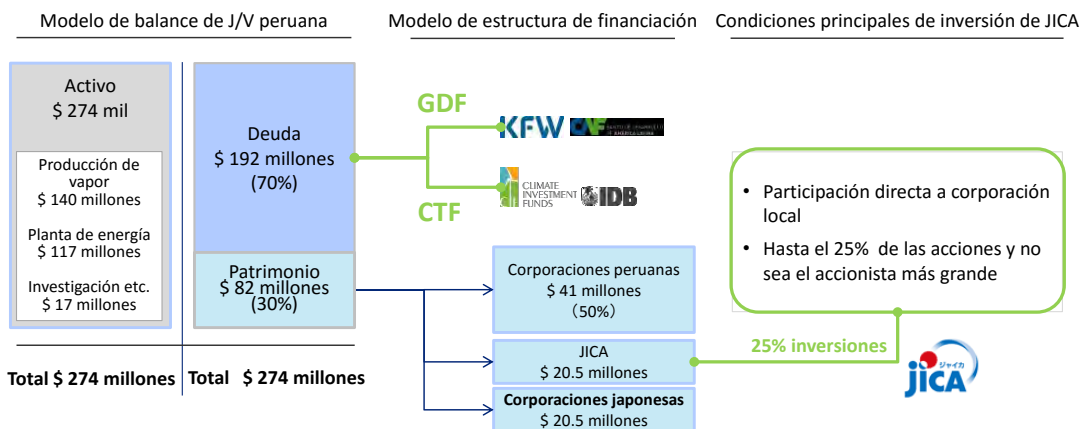 Modelo de balance de J/V peruana
Modelo de estructura de financiación
Condiciones principales de inversión de JICA
Activo
$ 274 mil
Producción de
vapor
$ 140 millones
Planta de energía
$ 117 millones
Investigación etc.
$ 17 millones
Total $ 274 millones
Deuda
$ 192 millones
(70%)
Patrimonio
$ 82 millones
(30%)
Total $ 274 millones
GDF
KFW
CAF
CTF
CLIMATE
INVESTMENT
FUNDS
IDB
Corporaciones peruanas
$ 41 millones
(50%)
JICA
$ 20.5 millones
Corporaciones japonesas
$ 20.5 millones
• Participación directa a corporación
local
• Hasta el 25% de las acciones y no
sea el accionista más grande
25% inversiones
ジャイカ
jICA